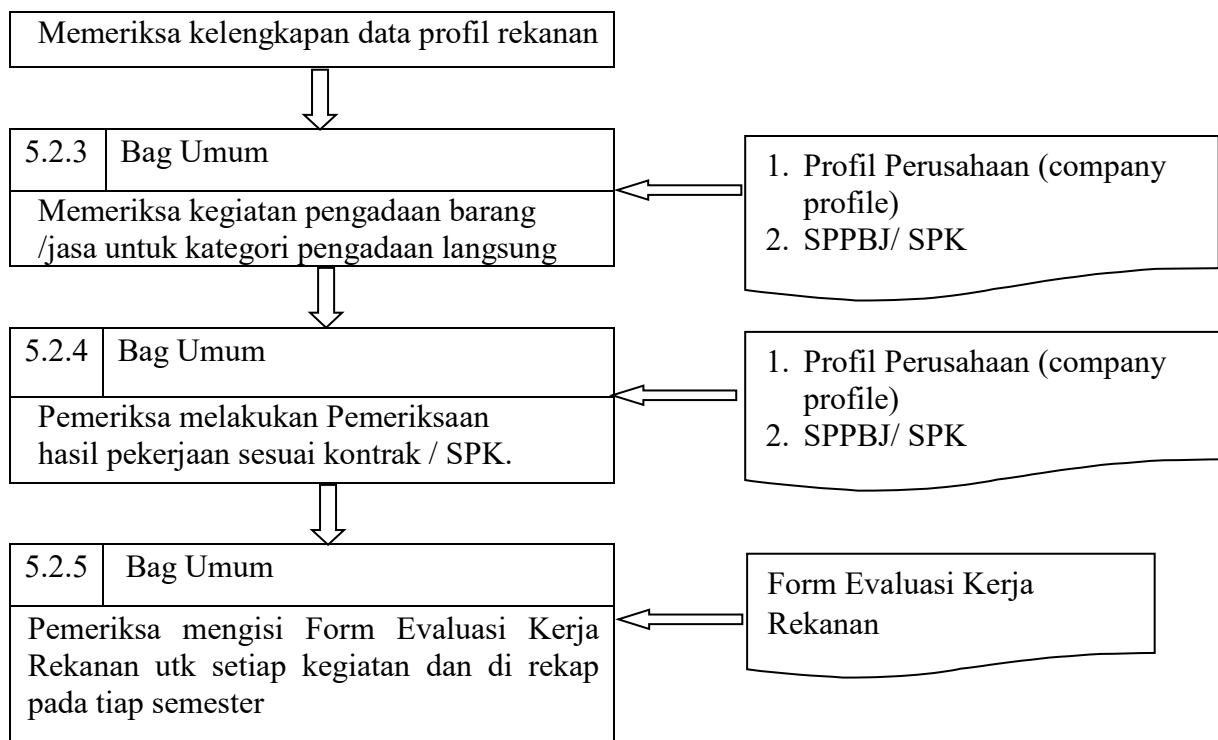 Memeriksa kelengkapan data profil rekanan
5.2.3 Bag Umum
Memeriksa kegiatan pengadaan barang
/jasa untuk kategori pengadaan langsung
1. Profil Perusahaan (company
profile)
2. SPPBJ/ SPK
5.2.4 Bag Umum
Pemeriksa melakukan Pemeriksaan
hasil pekerjaan sesuai kontrak / SPK.
1. Profil Perusahaan (company
profile)
2. SPPBJ/ SPK
5.2.5 Bag Umum
Pemeriksa mengisi Form Evaluasi Kerja
Rekanan utk setiap kegiatan dan di rekap
pada tiap semester
Form Evaluasi Kerja
Rekanan